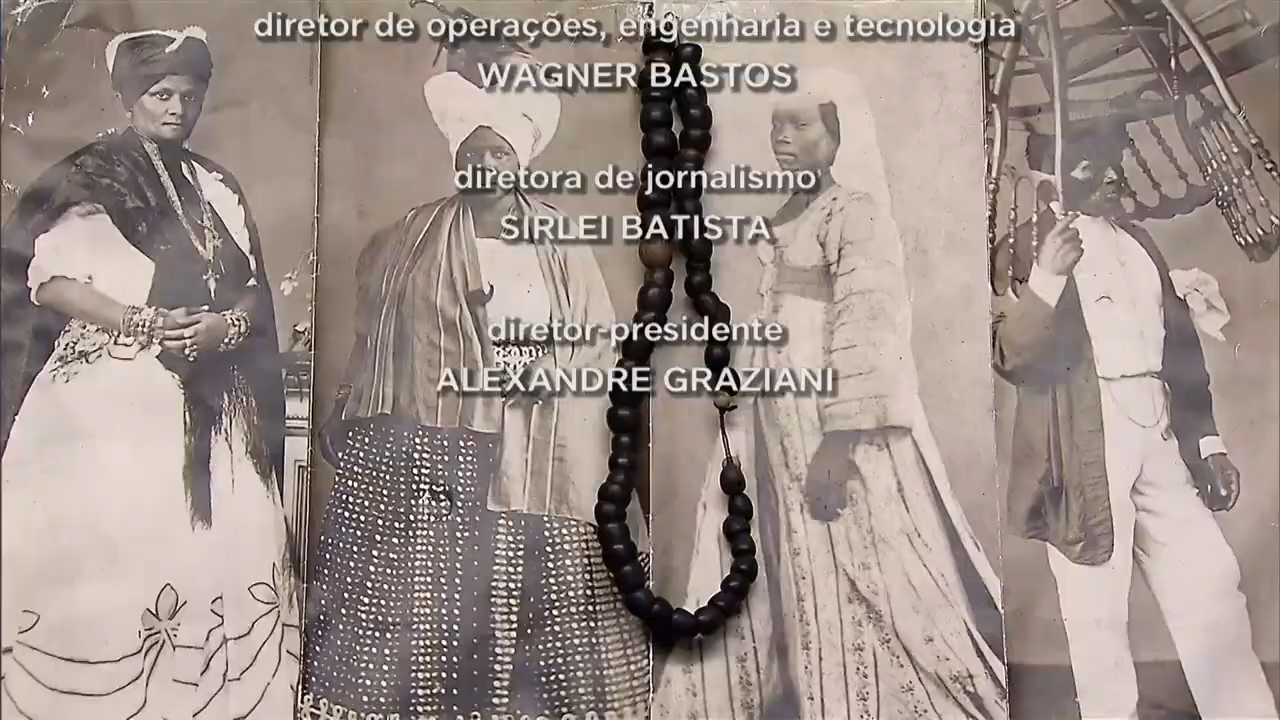 diretor de operações, engenharia e tecnologia
WAGNER BASTOS
diretora de jornalismo
SIRLEI BATISTA
diretor-presidente
ALEXANDRE GRAZIANI